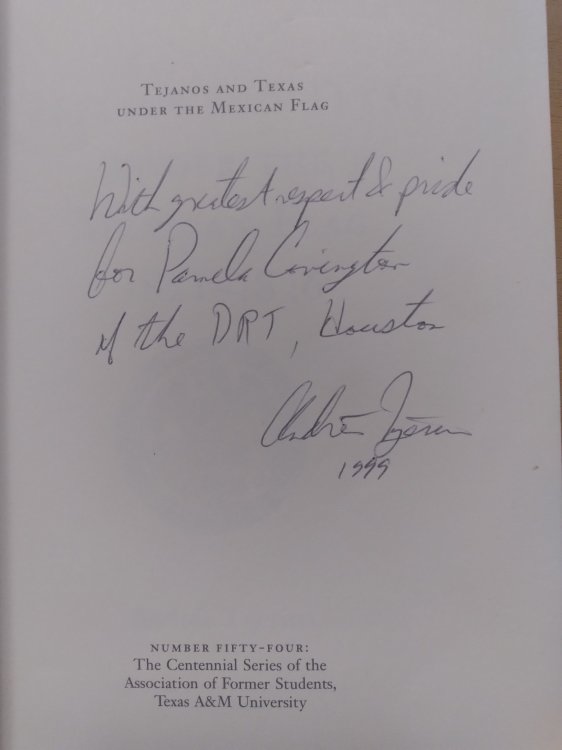 TEJANOS AND TEXAS
UNDER THE MEXICAN FLAG
With greatest respect & pride
for Pamela Covington
of the DRT, Houston
Andrés
1999
NUMBER FIFTY-FOUR:
The Centennial Series of the
Association of Former Students,
Texas A&M University